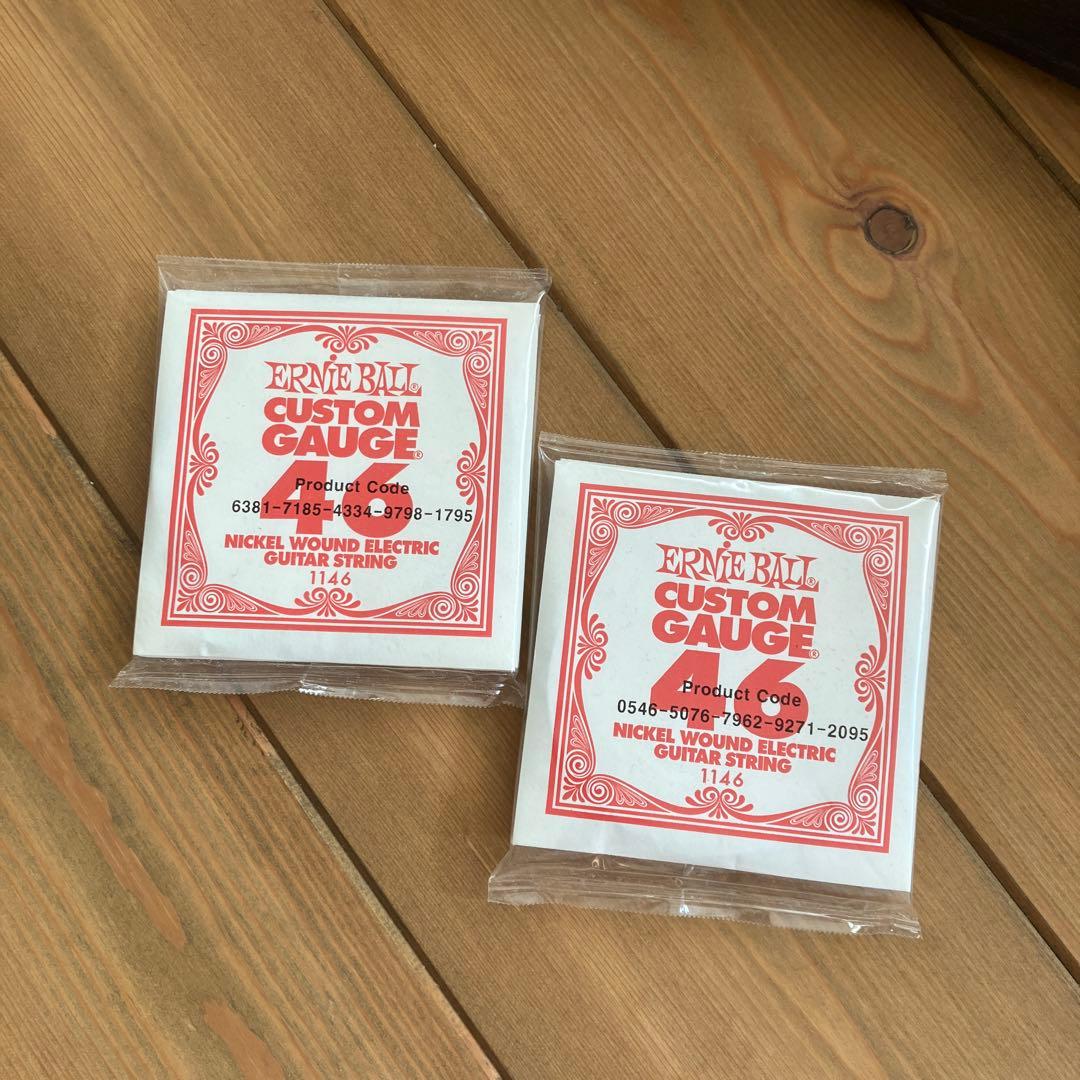 ERNIE BALL®
CUSTOM
GAUGE®
46
Product Code
6381-7185-4334-9798-1795
NICKEL WOUND ELECTRIC
GUITAR STRING
1146
ERNIE BALL®
CUSTOM
GAUGE®
46
Product Code
0546-5076-7962-9271-2095
NICKEL WOUND ELECTRIC
GUITAR STRING
1146